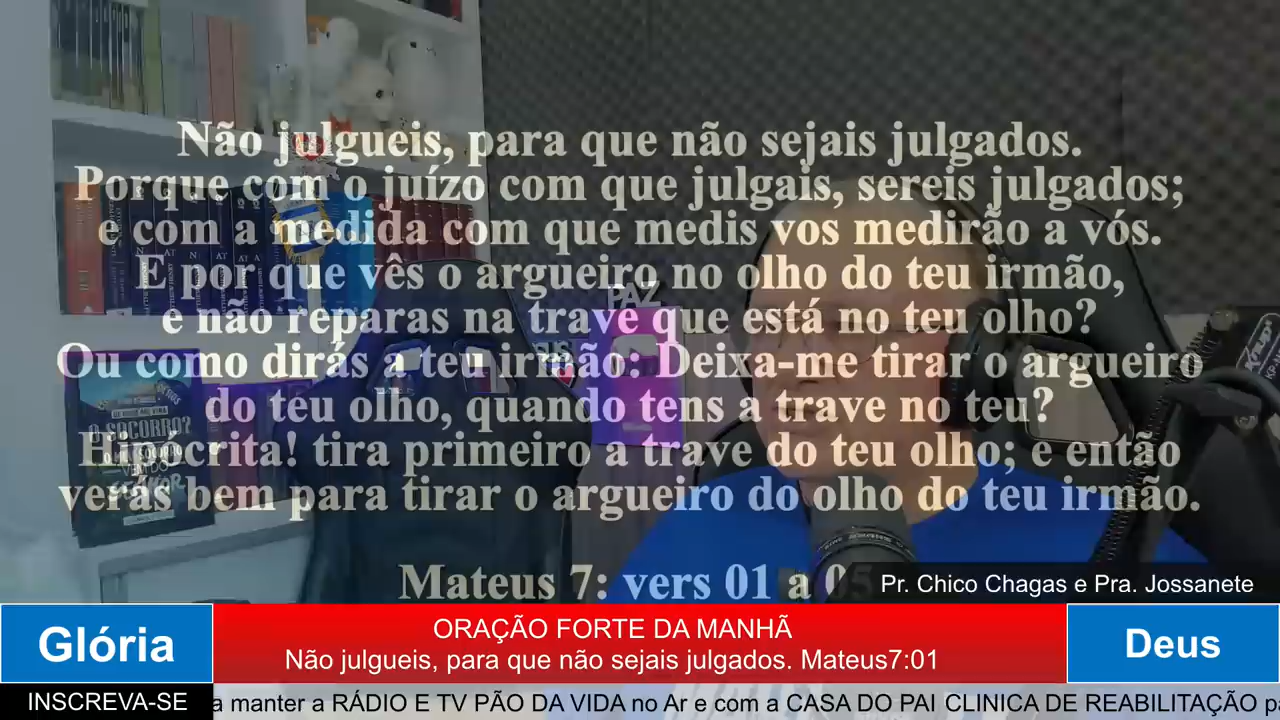 Não julgueis, para que não sejais julgados.
Porque com o juízo com que julgais, sereis julgados;
e com a medida com que medis vos medirão a vós.
E por que vês o argueiro no olho do teu irmão,
e não reparas na trave que está no teu olho?
Ou como dirás a teu irmão: Deixa-me tirar o argueiro
do teu olho, quando tens a trave no teu?
Hipócrita! tira primeiro a trave do teu olho; e então
verás bem para tirar o argueiro do olho do teu irmão.
Mateus 7: vers 01 a 05
PAZ
O SOCORRO?
Knup
KP
Pr. Chico Chagas e Pra. Jossanete
Glória
ORAÇÃO FORTE DA MANHÃ
Não julgueis, para que não sejais julgados. Mateus7:01
Deus
INSCREVA-SE
a manter a RÁDIO E TV PÃO DA VIDA no Ar e com a CASA DO PAI CLINICA DE REABILITAÇÃO p